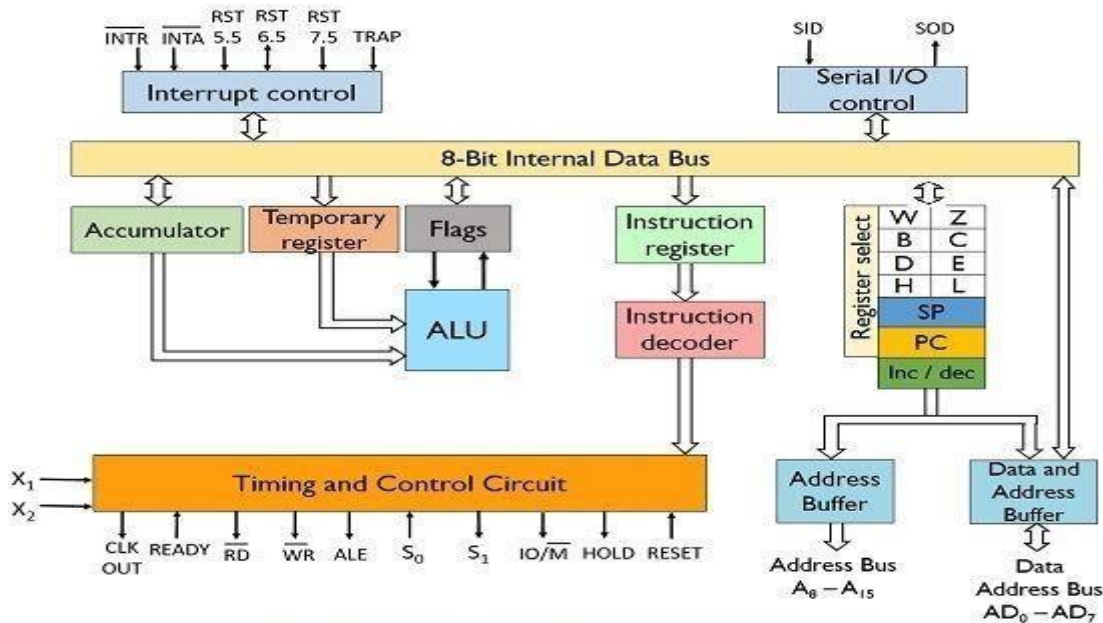 RST RST RST
INTR INTA 5.5 6.5 7.5 TRAP
SID SOD
Interrupt control
Serial I/O
control
8-Bit Internal Data Bus
Accumulator
Temporary
register
Flags
Instruction
register
Register select
W Z
B C
D E
H L
SP
PC
Inc / dec
ALU
Instruction
decoder
X1
X2
Timing and Control Circuit
Address
Buffer
Data and
Address
Buffer
CLK
OUT
READY
RD
WR
ALE
S0
S1
IO/M
HOLD
RESET
Address Bus
A8 – A15
Data
Address Bus
AD0 – AD7